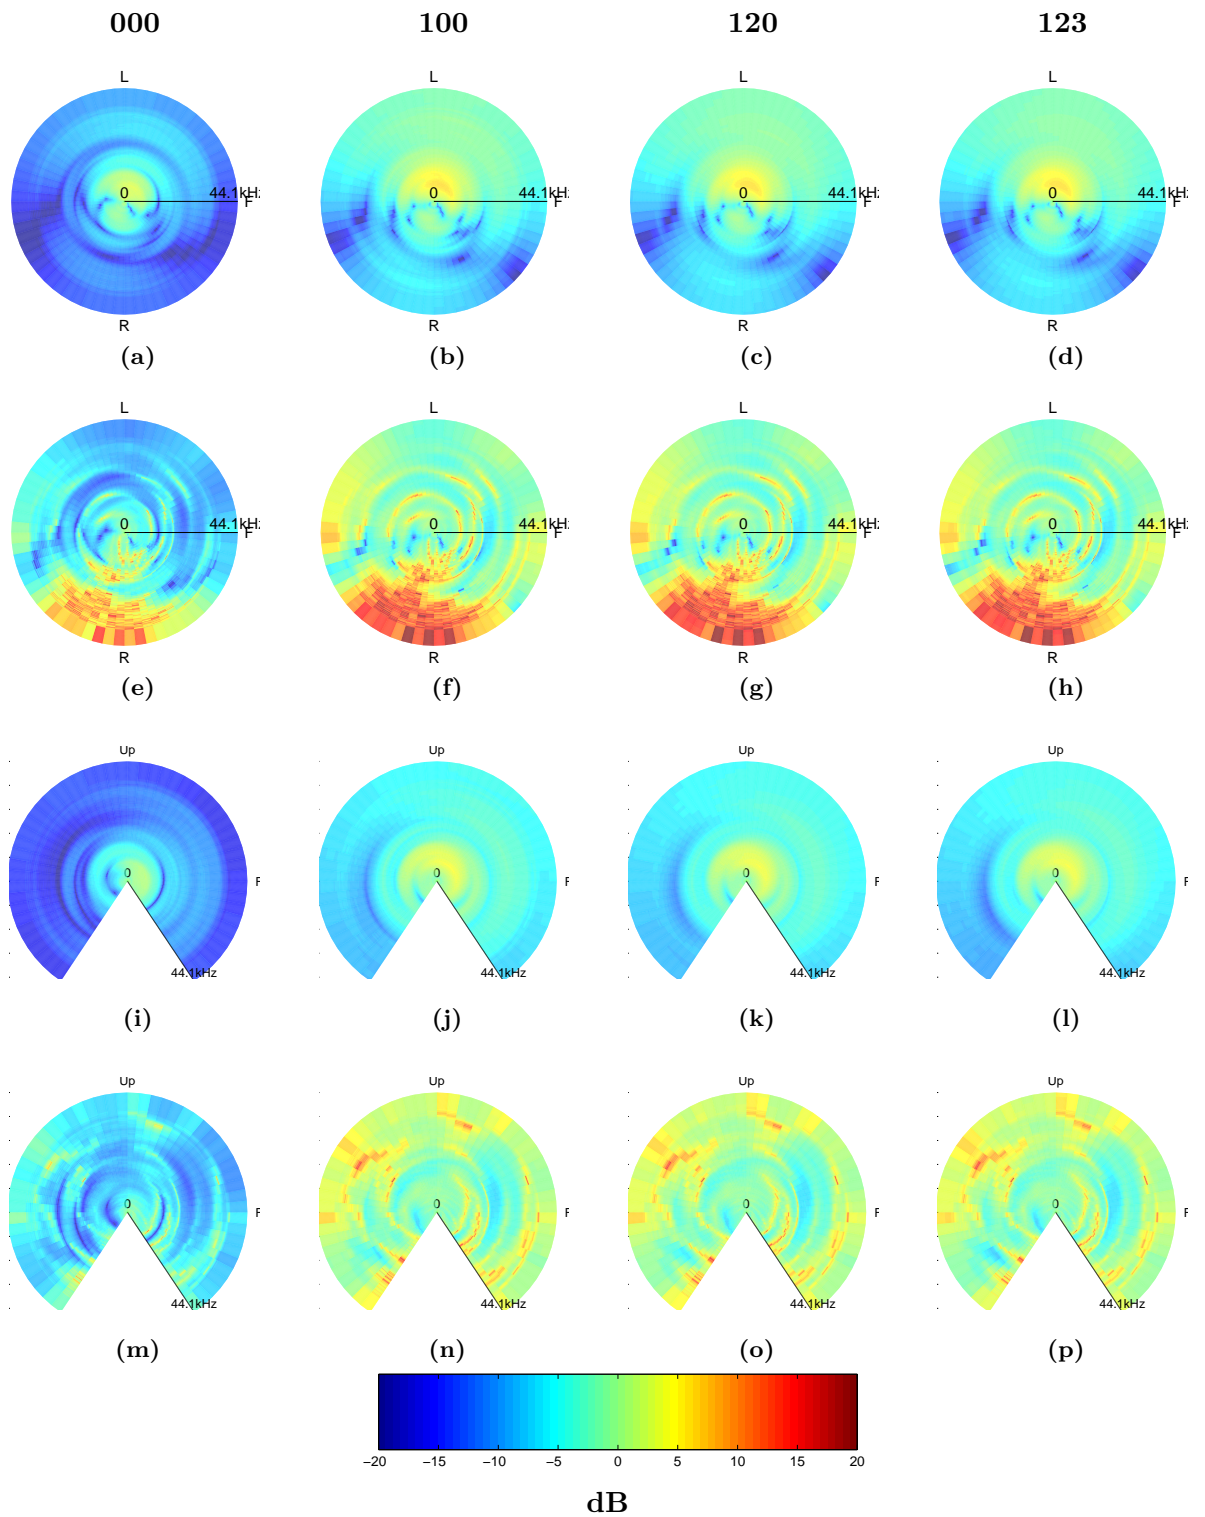 000 100 120 123
L L L L
0 44.1kHz F 0 44.1kHz F 0 44.1kHz F 0 44.1kHz F
R R R R
(a) (b) (c) (d)
L L L L
0 44.1kHz F 0 44.1kHz F 0 44.1kHz F 0 44.1kHz F
R R R R
(e) (f) (g) (h)
Up Up Up Up
0 F 0 F 0 F 0 F
44.1kHz 44.1kHz 44.1kHz 44.1kHz
(i) (j) (k) (l)
Up Up Up Up
0 F 0 F 0 F 0 F
44.1kHz 44.1kHz 44.1kHz 44.1kHz
(m) (n) (o) (p)
−20 −15 −10 −5 0 5 10 15 20
dB